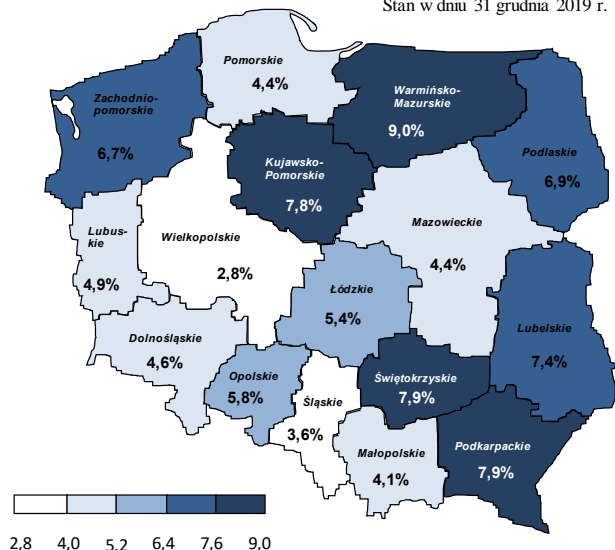 Stan w dniu 31 grudnia 2019 r.
Pomorskie
4,4%
Warmińsko-
Mazurskie
9,0%
Zachodnio-
pomorskie
6,7%
Podlaskie
6,9%
Kujawsko-
Pomorskie
7,8%
Mazowieckie
4,4%
Lubus-
kie
4,9%
Wielkopolskie
2,8%
Łódzkie
5,4%
Lubelskie
7,4%
Dolnośląskie
4,6%
Opolskie
5,8%
Śląskie
3,6%
Świętokrzyskie
7,9%
Małopolskie
4,1%
Podkarpackie
7,9%
2,8 4,0 5,2 6,4 7,6 9,0